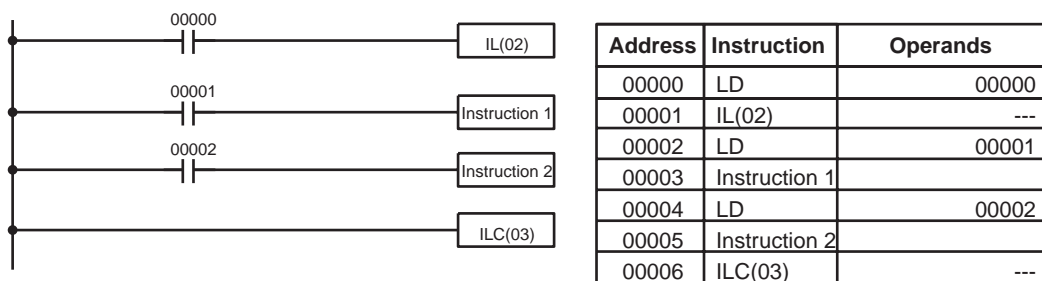 00000
IL(02)
00001
Instruction 1
00002
Instruction 2
ILC(03)
Address Instruction Operands
00000 LD 00000
00001 IL(02) ---
00002 LD 00001
00003 Instruction 1
00004 LD 00002
00005 Instruction 2
00006 ILC(03) ---